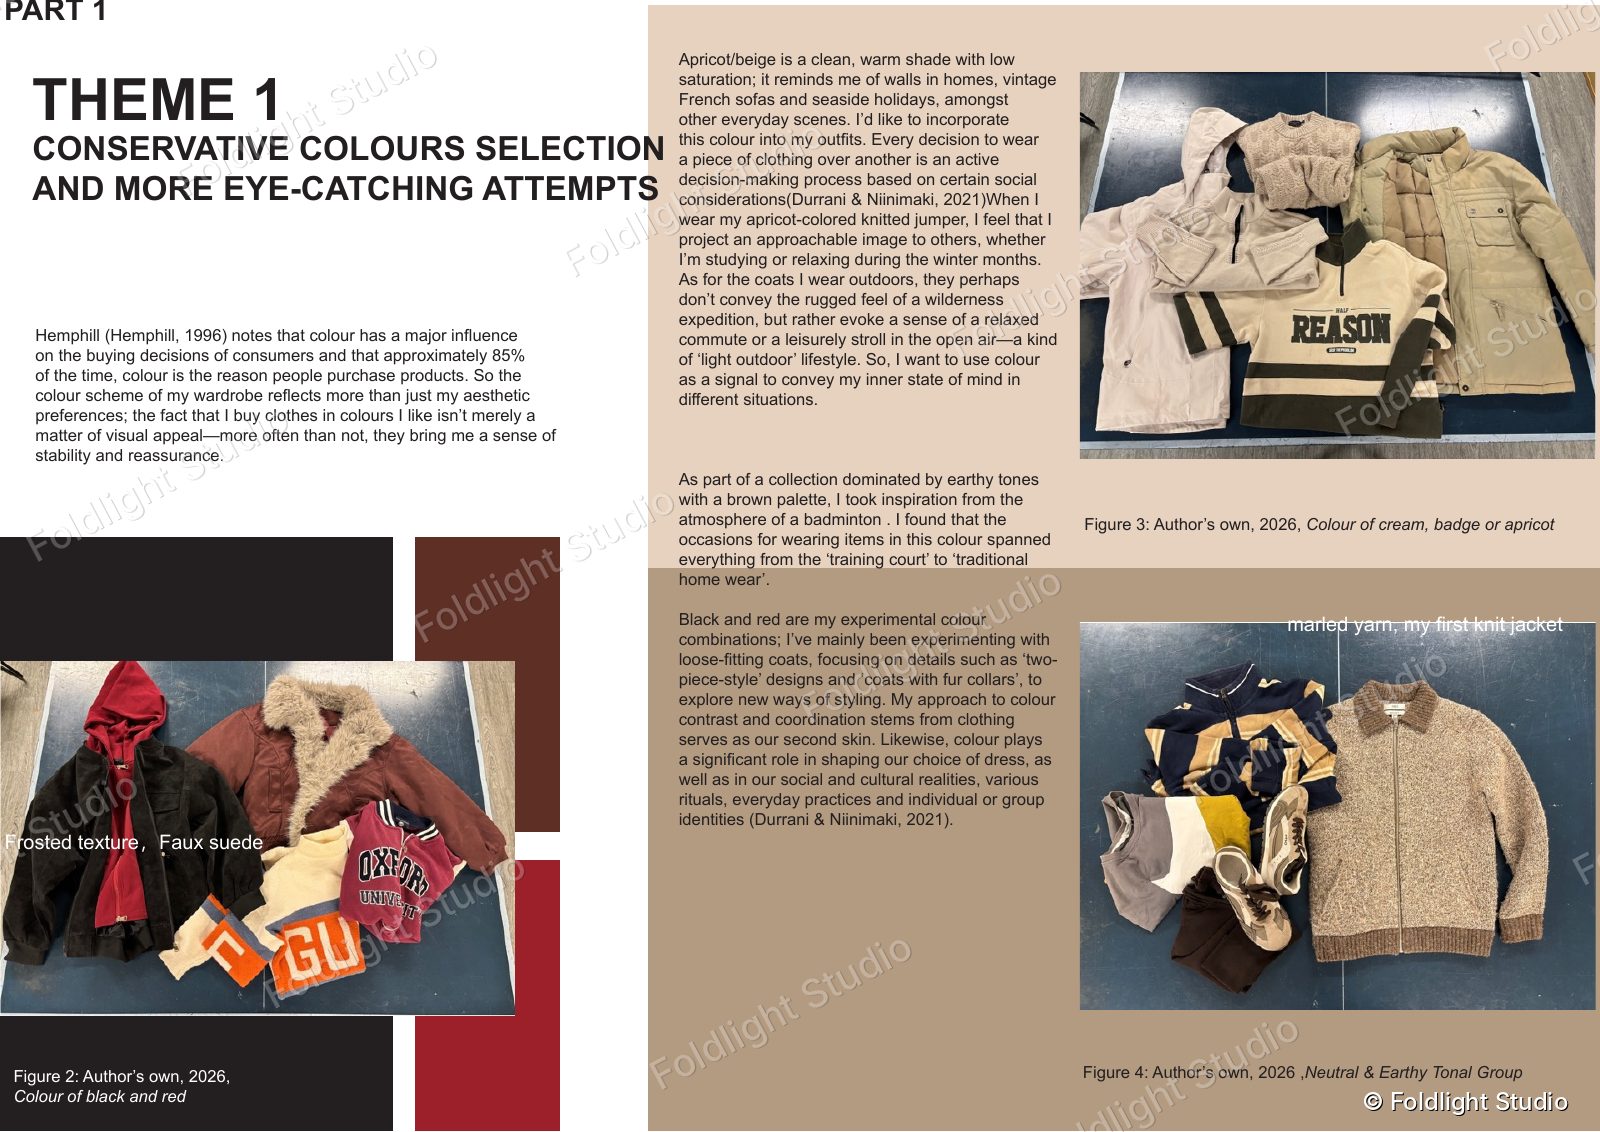 PART 1
THEME 1
CONSERVATIVE COLOURS SELECTION
AND MORE EYE-CATCHING ATTEMPTS
Hemphill (Hemphill, 1996) notes that colour has a major influence
on the buying decisions of consumers and that approximately 85%
of the time, colour is the reason people purchase products. So the
colour scheme of my wardrobe reflects more than just my aesthetic
preferences; the fact that I buy clothes in colours I like isn't merely a
matter of visual appeal—more often than not, they bring me a sense of
stability and reassurance.
Frosted texture, Faux suede
OXFORD
UNIVERSITY
GU
Figure 2: Author's own, 2026,
Colour of black and red
Apricot/beige is a clean, warm shade with low
saturation; it reminds me of walls in homes, vintage
French sofas and seaside holidays, amongst
other everyday scenes. I'd like to incorporate
this colour into my outfits. Every decision to wear
a piece of clothing over another is an active
decision-making process based on certain social
considerations(Durrani & Niinimaki, 2021)When I
wear my apricot-colored knitted jumper, I feel that I
project an approachable image to others, whether
I'm studying or relaxing during the winter months.
As for the coats I wear outdoors, they perhaps
don't convey the rugged feel of a wilderness
expedition, but rather evoke a sense of a relaxed
commute or a leisurely stroll in the open air—a kind
of 'light outdoor' lifestyle. So, I want to use colour
as a signal to convey my inner state of mind in
different situations.
As part of a collection dominated by earthy tones
with a brown palette, I took inspiration from the
atmosphere of a badminton . I found that the
occasions for wearing items in this colour spanned
everything from the 'training court' to 'traditional
home wear'.
Black and red are my experimental colour
combinations; I've mainly been experimenting with
loose-fitting coats, focusing on details such as 'two-
piece-style' designs and 'coats with fur collars', to
explore new ways of styling. My approach to colour
contrast and coordination stems from clothing
serves as our second skin. Likewise, colour plays
a significant role in shaping our choice of dress, as
well as in our social and cultural realities, various
rituals, everyday practices and individual or group
identities (Durrani & Niinimaki, 2021).
HALF
REASON
Figure 3: Author's own, 2026, Colour of cream, badge or apricot
marled yarn, my first knit jacket
Figure 4: Author's own, 2026 ,Neutral & Earthy Tonal Group
© Foldlight Studio
Foldlight Studio